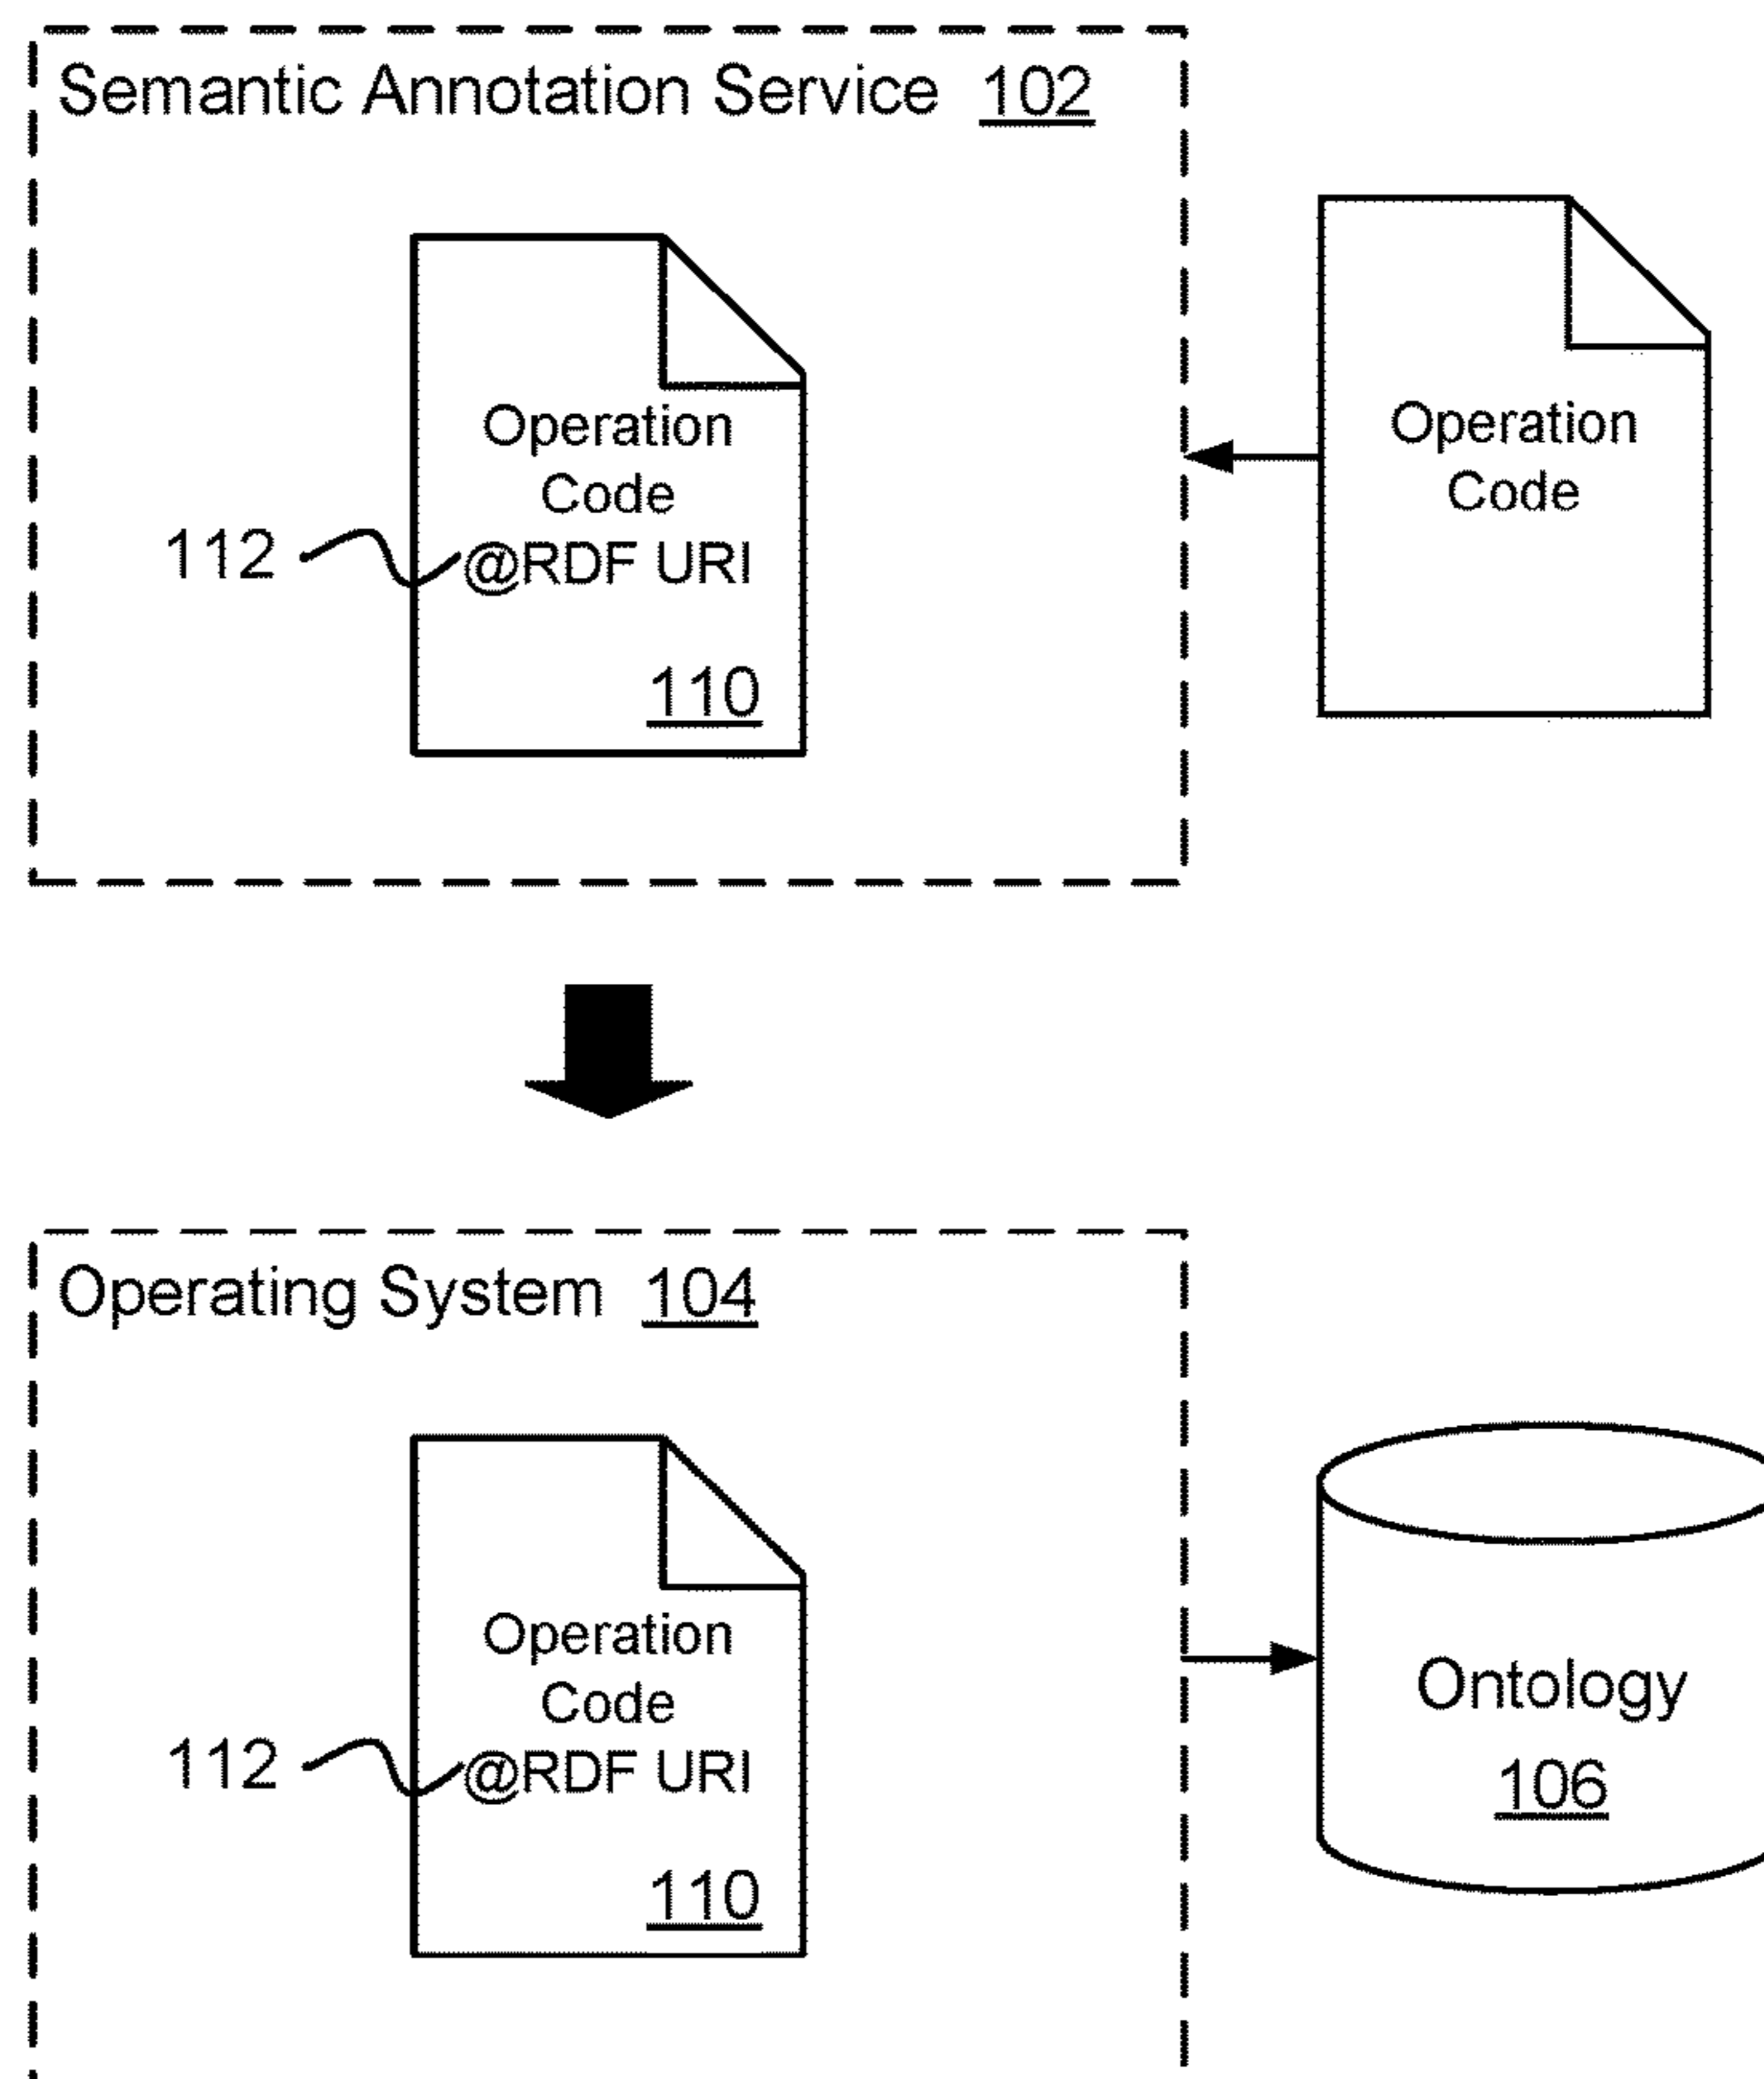 Semantic Annotation Service 102
Operation
Code
@RDF URI
112
110
Operation
Code
Operating System 104
Operation
Code
@RDF URI
112
110
Ontology
106